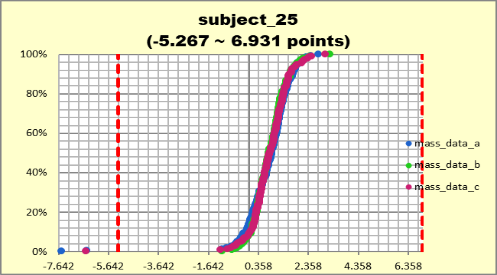 subject_25
(-5.267 ~ 6.931 points)
100%
80%
60%
40%
20%
0%
mass_data_a
mass_data_b
mass_data_c
-7.642 -5.642 -3.642 -1.642 0.358 2.358 4.358 6.358